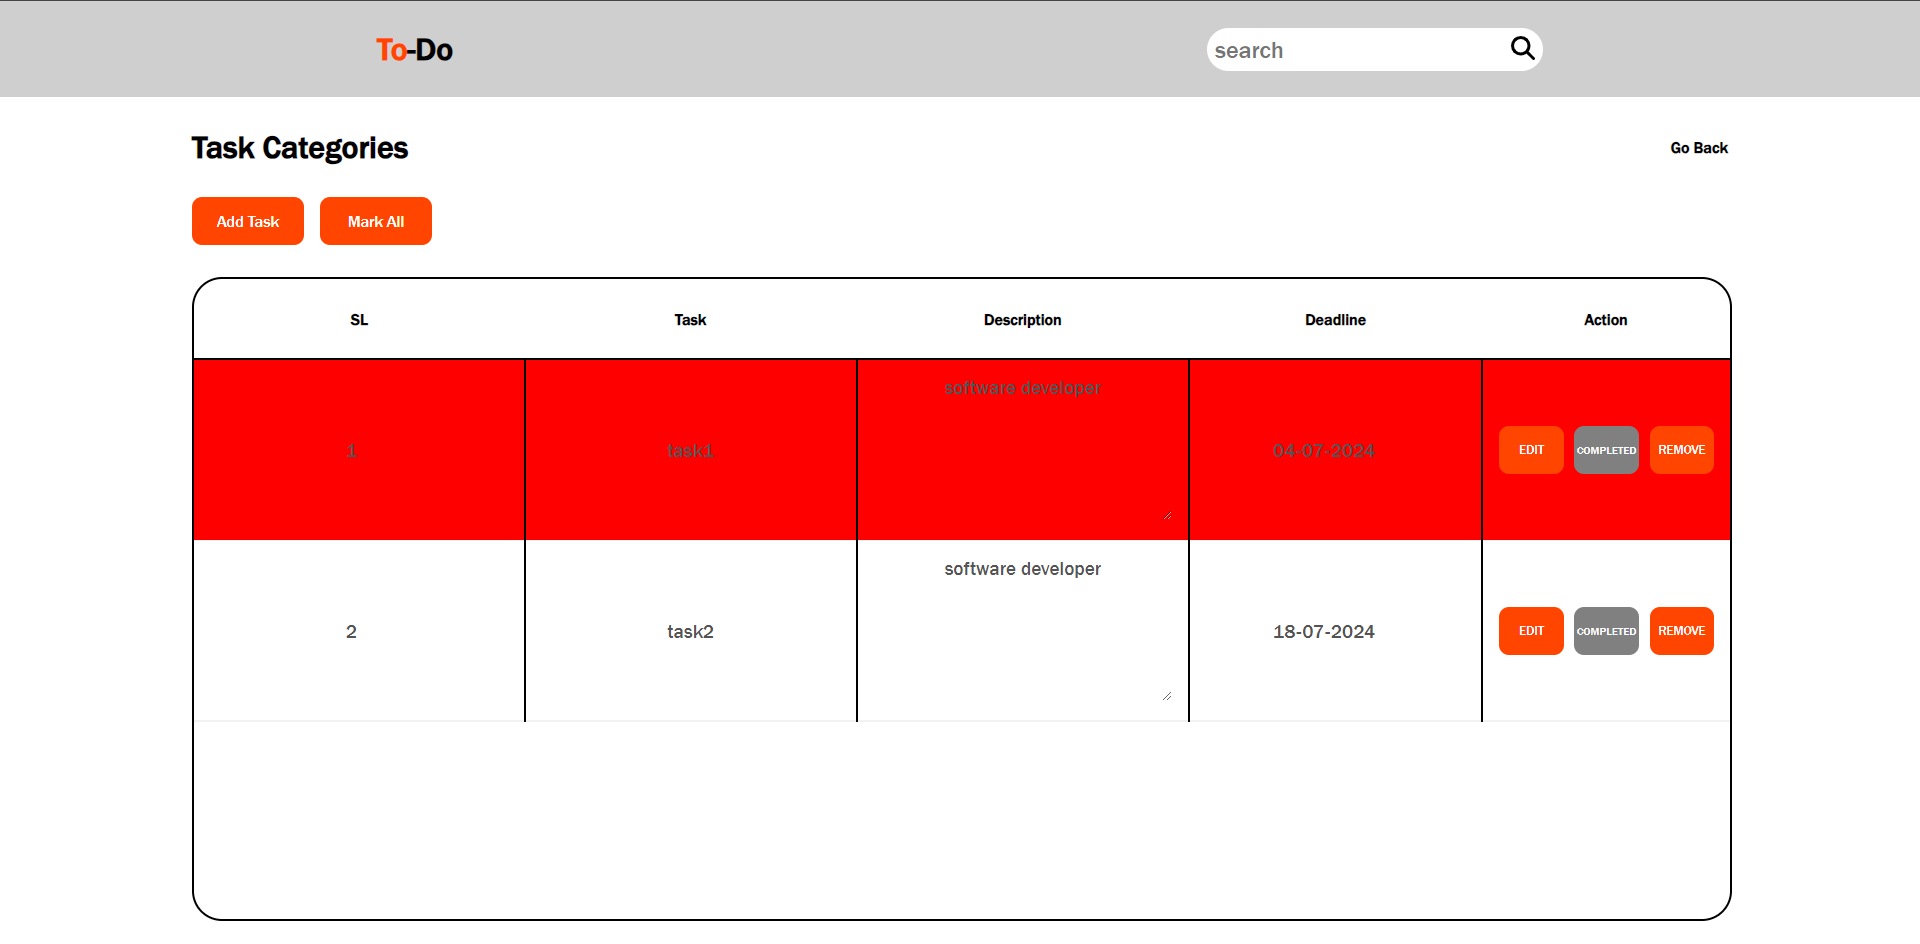 To-Do
search
Task Categories
Go Back
Add Task
Mark All
SL
Task
Description
Deadline
Action
1
task1
software developer
04-07-2024
EDIT
COMPLETED
REMOVE
2
task2
software developer
18-07-2024
EDIT
COMPLETED
REMOVE